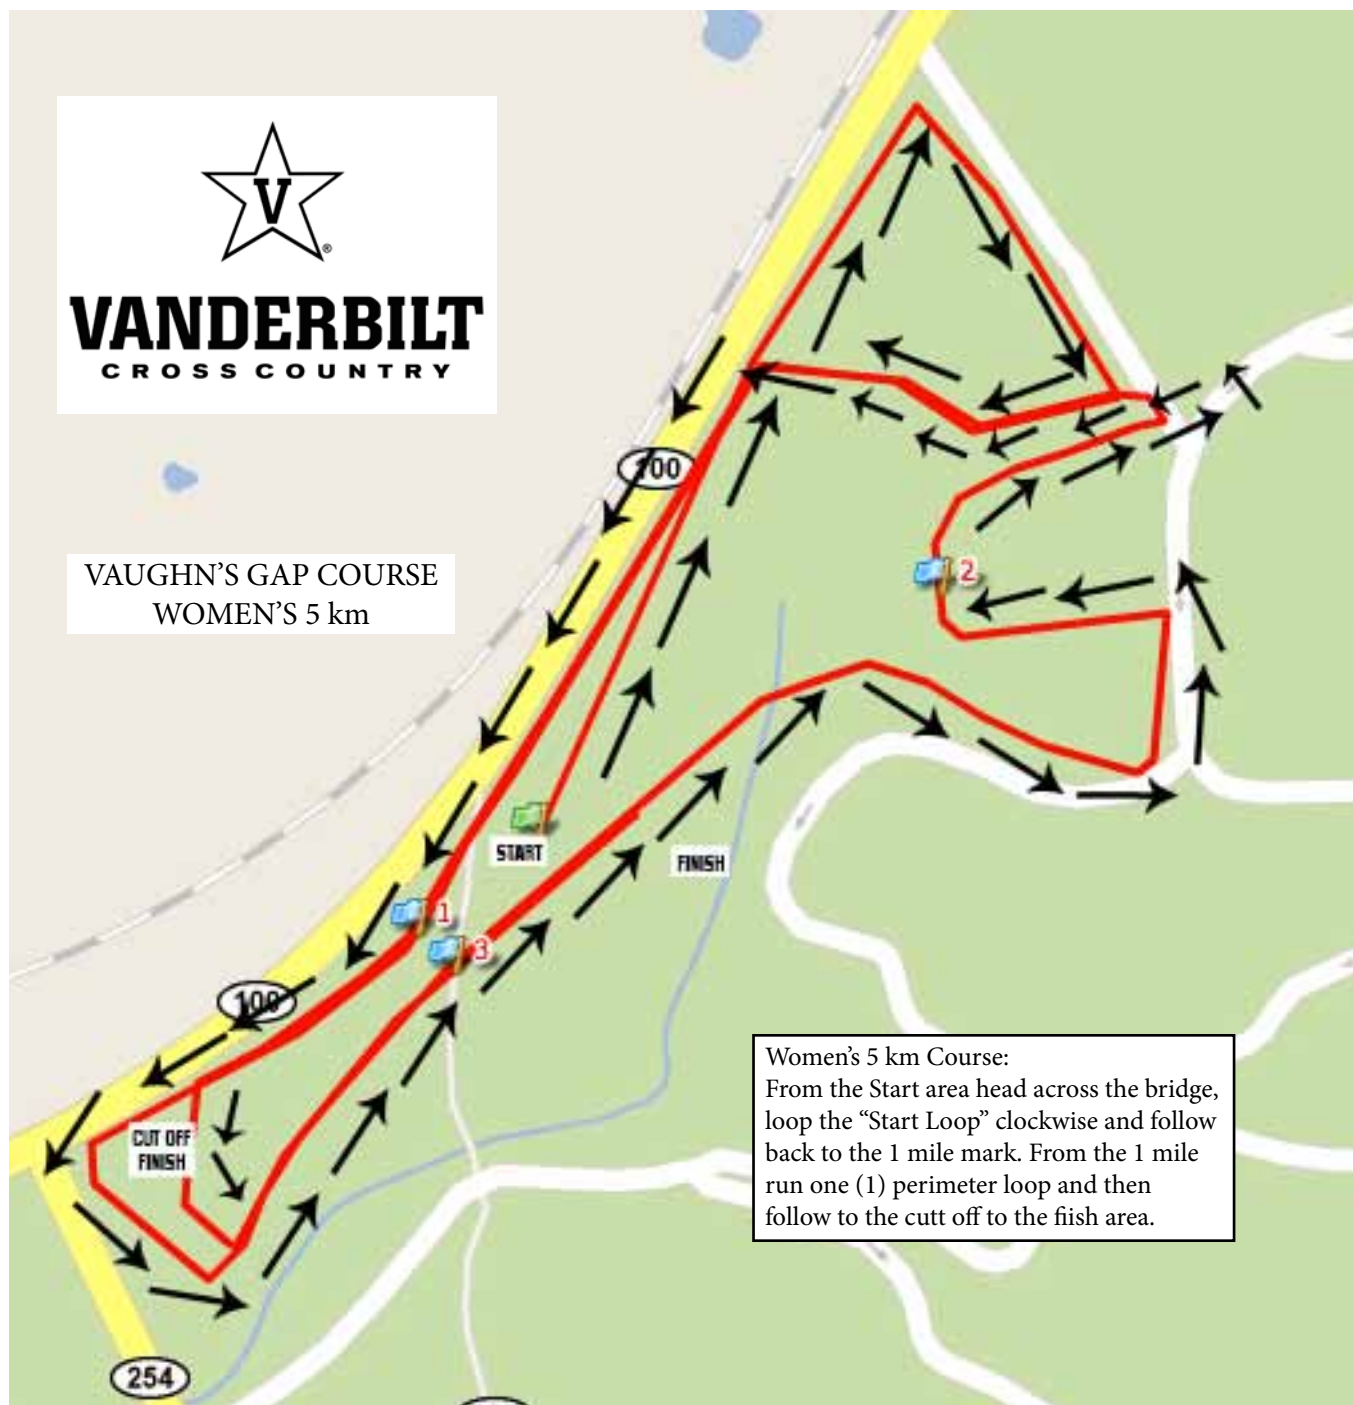 V
®
VANDERBILT
CROSS COUNTRY
100
VAUGHN'S GAP COURSE
WOMEN'S 5 km
2
START
FINISH
1
3
100
CUT OFF
FINISH
Women's 5 km Course:
From the Start area head across the bridge,
loop the “Start Loop” clockwise and follow
back to the 1 mile mark. From the 1 mile
run one (1) perimeter loop and then
follow to the cutt off to the fiish area.
254